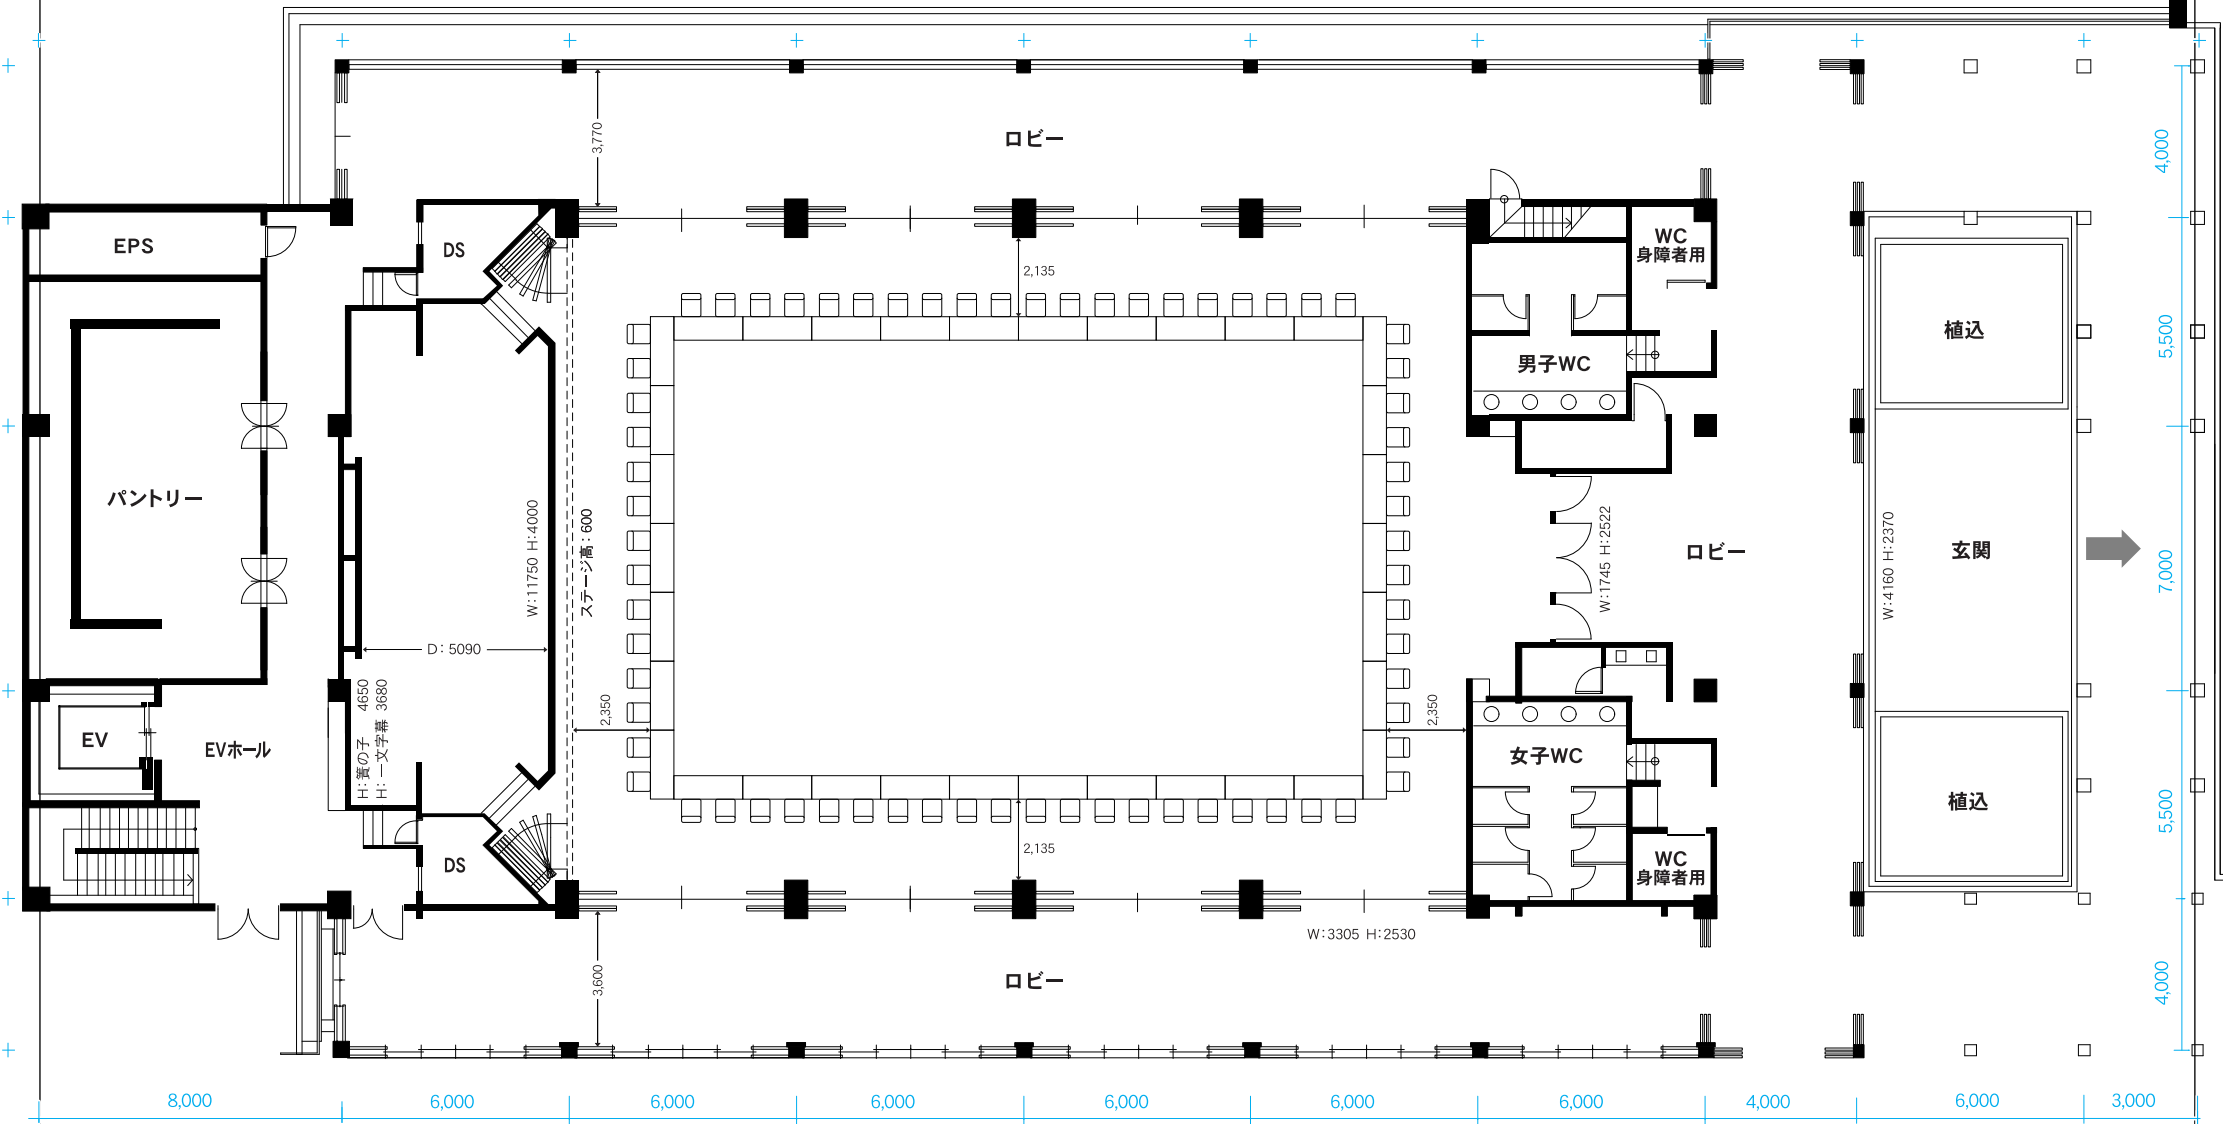 3,770
ロビー
4,000
EPS
DS
WC
身障者用
2,135
植込
5,500
男子WC
パントリー
W:11750 H:4000
ステージ高：600
W:1745 H:2522
ロビー
W:4160 H:2370
玄関
7,000
D：5090
H：簀の子 4650
H：一文字幕 3680
2,350
2,350
EV
EVホール
女子WC
植込
5,500
2,135
DS
WC
身障者用
W:3305 H:2530
3,600
ロビー
4,000
8,000
6,000
6,000
6,000
6,000
6,000
6,000
4,000
6,000
3,000